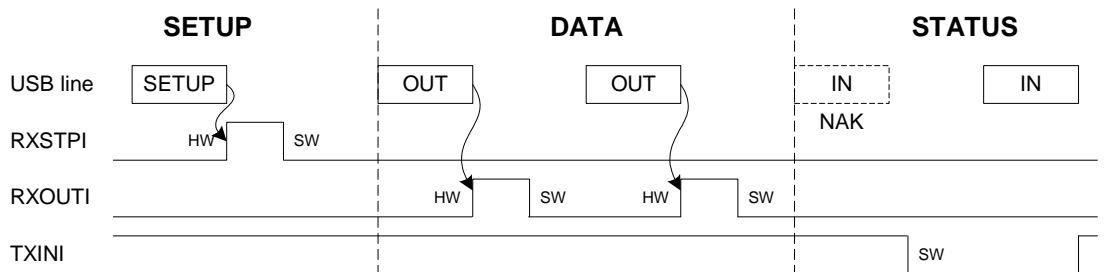 SETUP DATA STATUS
USB line SETUP OUT OUT IN IN
NAK
RXSTPI HW SW
RXOUTI HW SW HW SW
TXINI SW